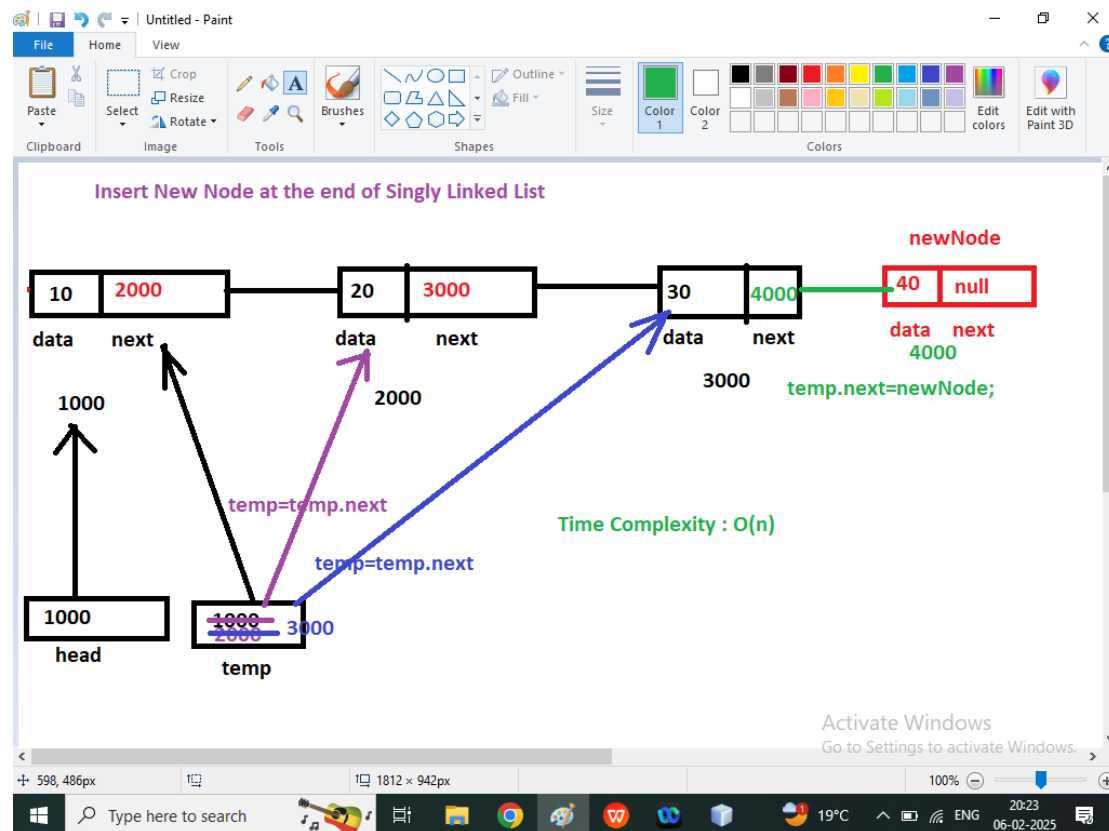 Untitled - Paint
File Home View
Paste
Select
Crop
Resize
Rotate
Brushes
Outline
Fill
Size
Color 1
Color 2
Edit colors
Edit with Paint 3D
Clipboard
Image
Tools
Shapes
Colors
Insert New Node at the end of Singly Linked List
newNode
10 2000
20 3000
30 4000
40 null
data next
data next
data next
data next
4000
1000
2000
3000
temp.next=newNode;
temp=temp.next
Time Complexity : O(n)
temp=temp.next
1000
1000
2000
3000
head
temp
Activate Windows
Go to Settings to activate Windows.
598, 486px
1812 × 942px
100%
Type here to search
19°C
ENG
20:23
06-02-2025